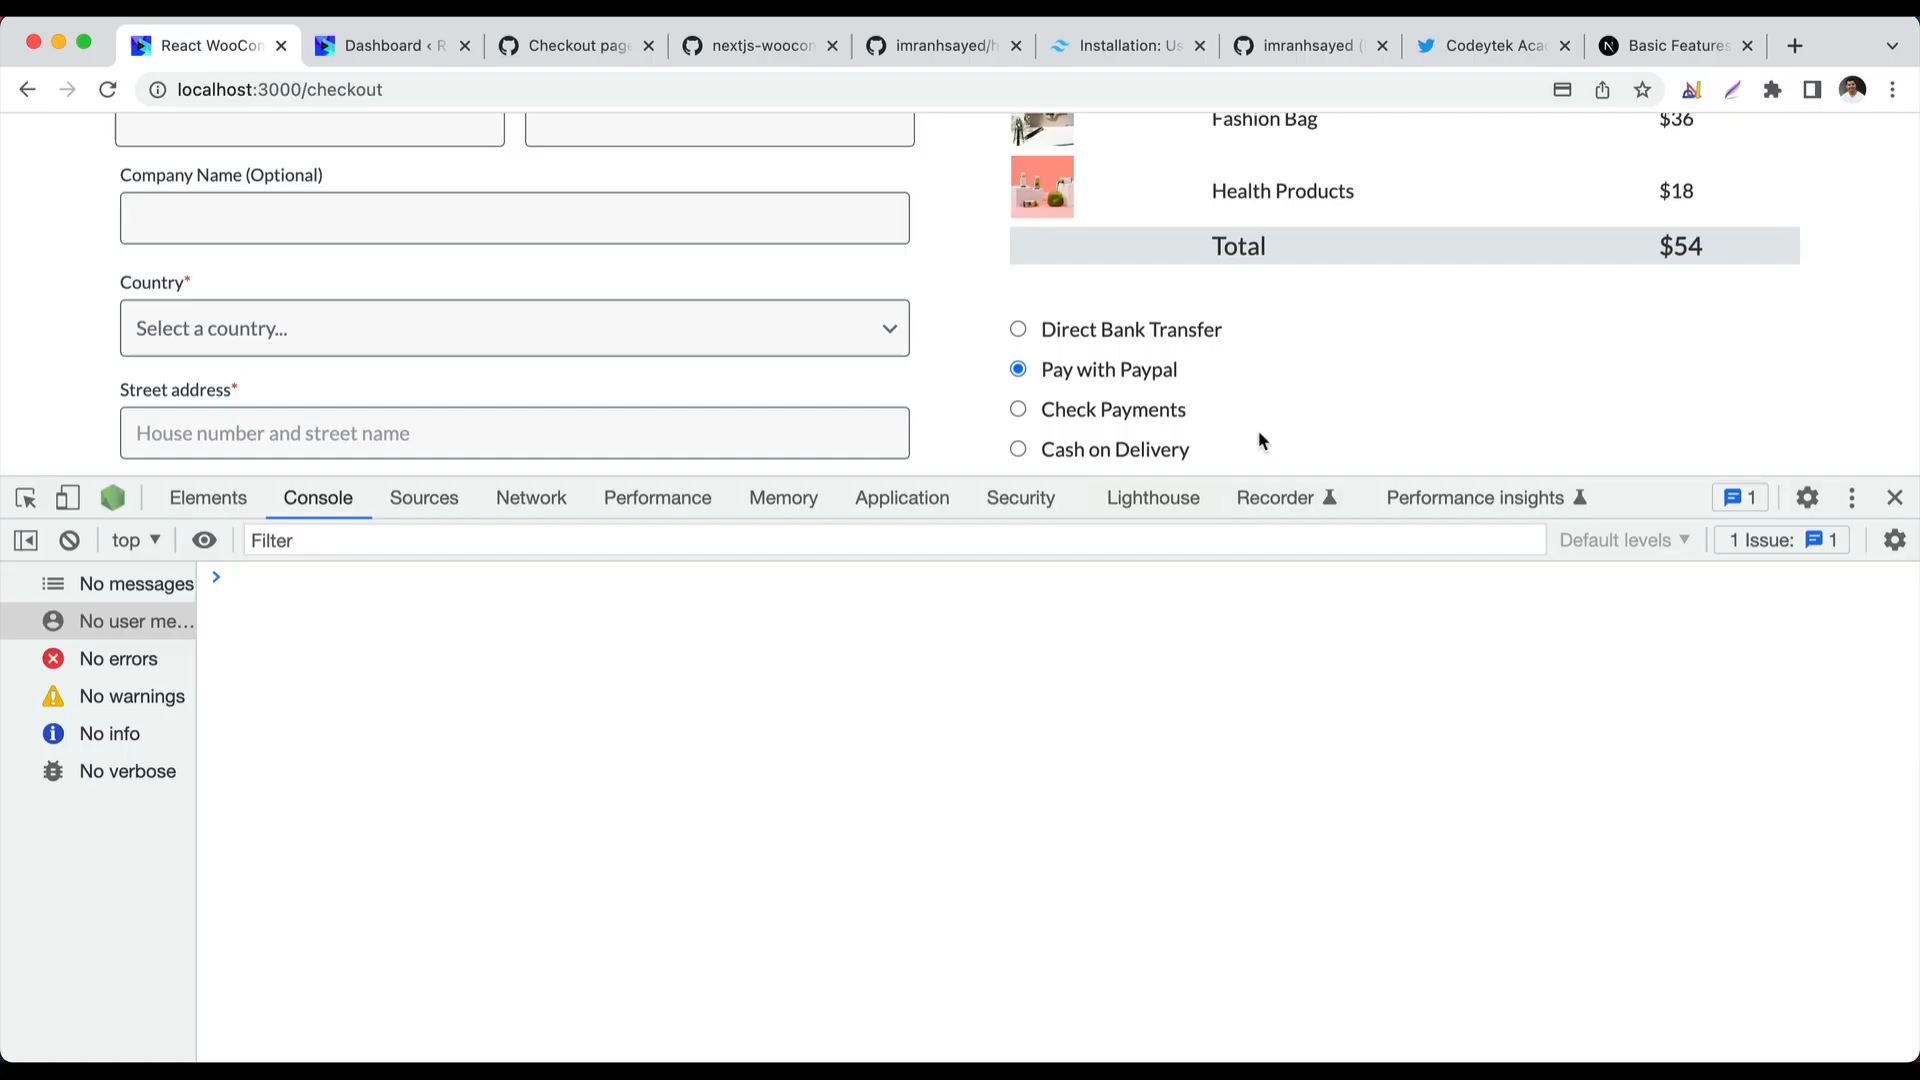 React WooCon
Dashboard ‹ R
Checkout page
nextjs-woocon
imranhsayed/h
Installation: Us
imranhsayed (
Codeytek Aca
Basic Features
localhost:3000/checkout
Fashion Bag $36
Company Name (Optional)
Health Products $18
Total $54
Country*
Select a country...
Direct Bank Transfer
Pay with Paypal
Street address*
Check Payments
House number and street name
Cash on Delivery
Elements Console Sources Network Performance Memory Application Security Lighthouse Recorder Performance insights 1
top Filter Default levels 1 Issue: 1
No messages
No user me...
No errors
No warnings
No info
No verbose